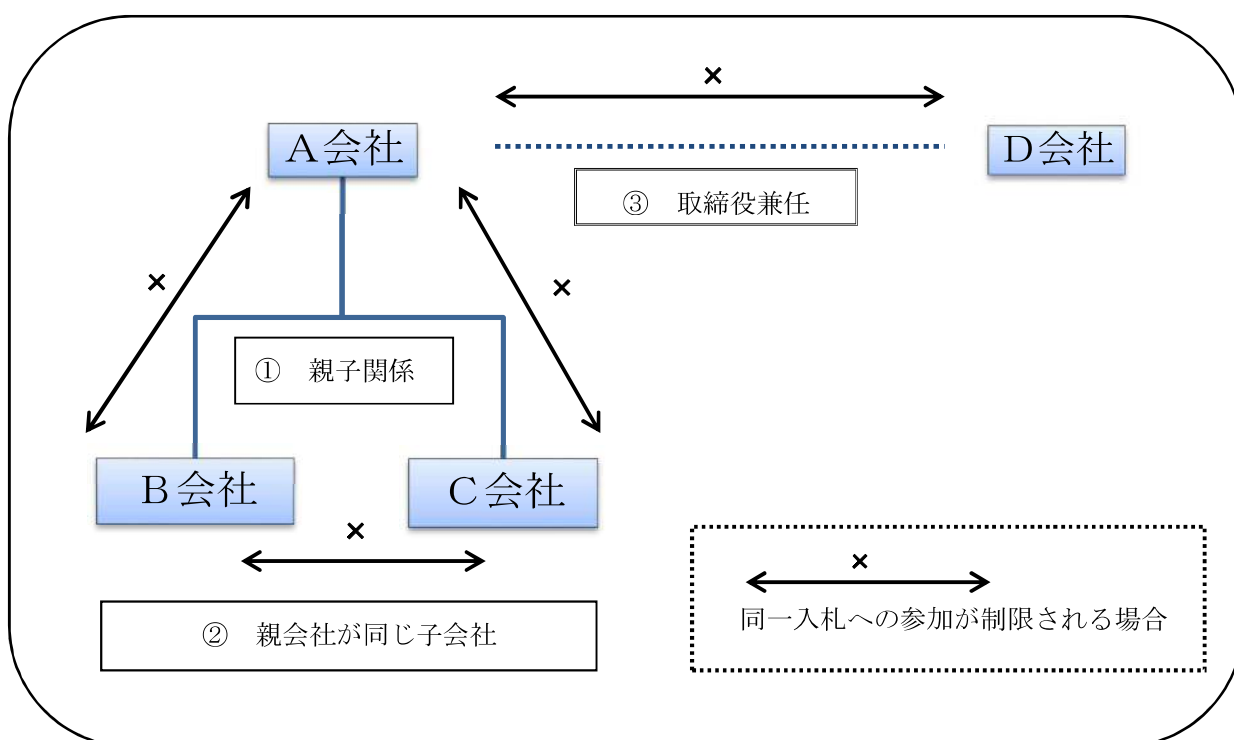 ×
A会社
D会社
③ 取締役兼任
×
×
① 親子関係
B会社
C会社
×
② 親会社が同じ子会社
×
同一入札への参加が制限される場合